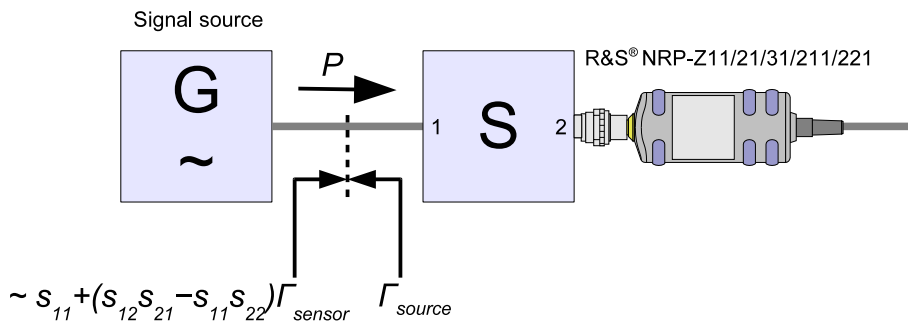 Signal source
R&S® NRP-Z11/21/31/211/221
P
G
~
1
S
2
~ s11+(s12s21−s11s22)Γsensor
Γsource